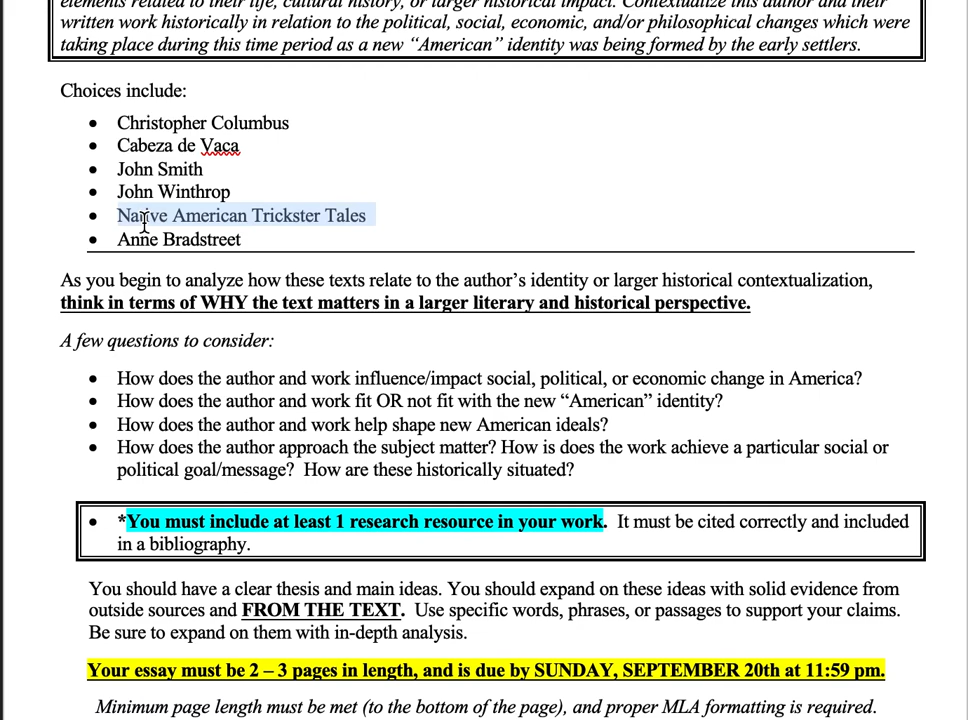 elements related to their life, cultural history, or larger historical impact. Contextualize this author and their
written work historically in relation to the political, social, economic, and/or philosophical changes which were
taking place during this time period as a new “American” identity was being formed by the early settlers.
Choices include:
• Christopher Columbus
• Cabeza de Vaca
• John Smith
• John Winthrop
• Native American Trickster Tales
• Anne Bradstreet
As you begin to analyze how these texts relate to the author’s identity or larger historical contextualization,
think in terms of WHY the text matters in a larger literary and historical perspective.
A few questions to consider:
• How does the author and work influence/impact social, political, or economic change in America?
• How does the author and work fit OR not fit with the new “American” identity?
• How does the author and work help shape new American ideals?
• How does the author approach the subject matter? How is does the work achieve a particular social or
political goal/message? How are these historically situated?
• *You must include at least 1 research resource in your work. It must be cited correctly and included
in a bibliography.
You should have a clear thesis and main ideas. You should expand on these ideas with solid evidence from
outside sources and FROM THE TEXT. Use specific words, phrases, or passages to support your claims.
Be sure to expand on them with in-depth analysis.
Your essay must be 2 – 3 pages in length, and is due by SUNDAY, SEPTEMBER 20th at 11:59 pm.
Minimum page length must be met (to the bottom of the page), and proper MLA formatting is required.